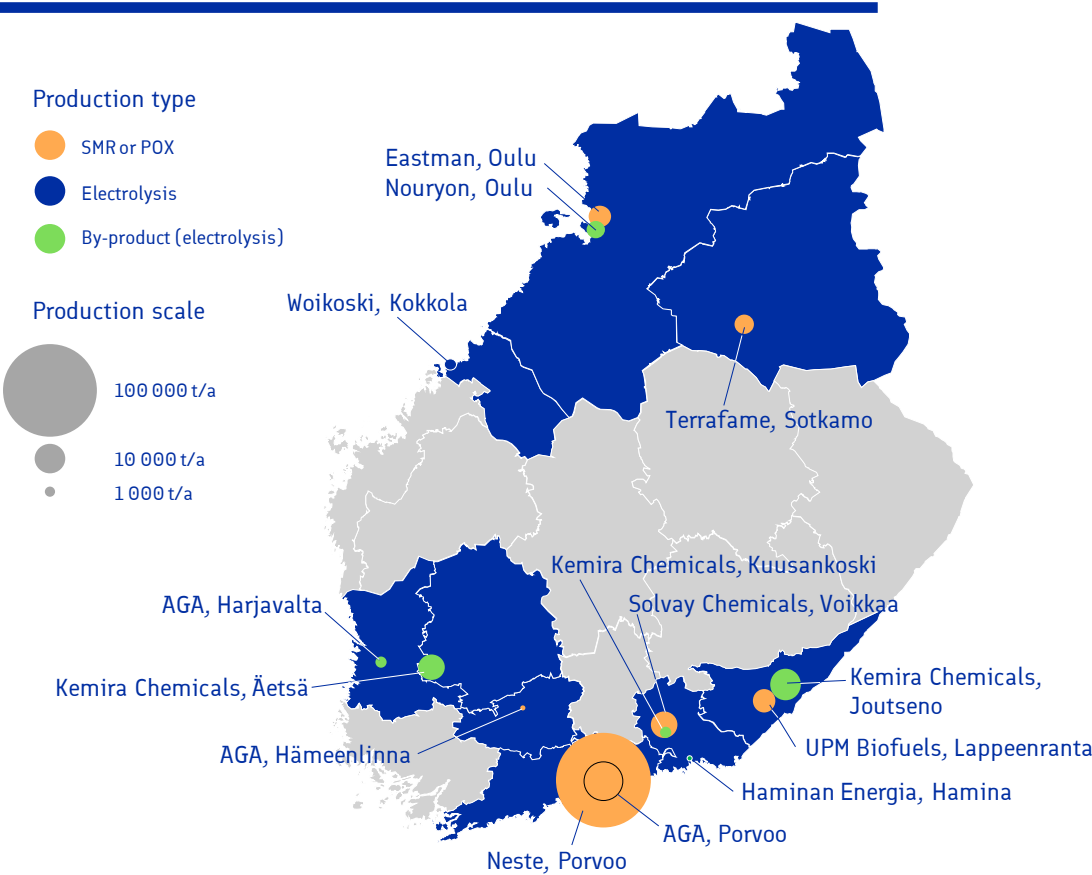 Production type
SMR or POX
Electrolysis
By-product (electrolysis)
Production scale
100 000 t/a
10 000 t/a
1 000 t/a
Eastman, Oulu
Nouryon, Oulu
Woikoski, Kokkola
Terrafame, Sotkamo
Kemira Chemicals, Kuusankoski
Solvay Chemicals, Voikkaa
AGA, Harjavalta
Kemira Chemicals, Äetsä
AGA, Hämeenlinna
Kemira Chemicals,
Joutseno
UPM Biofuels, Lappeenranta
Haminan Energia, Hamina
AGA, Porvoo
Neste, Porvoo